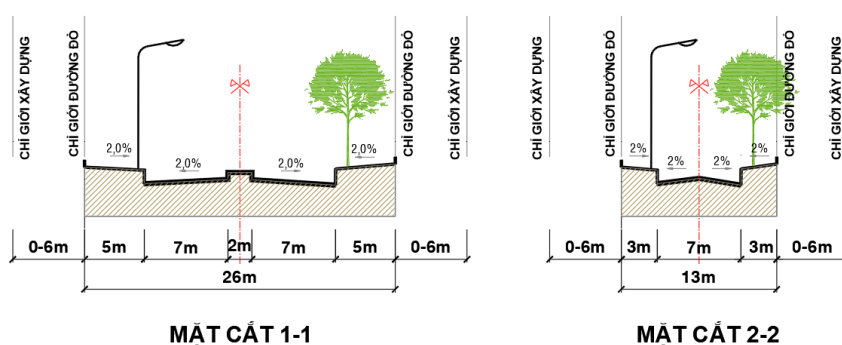 CHỈ GIỚI XÂY DỰNG
CHỈ GIỚI ĐƯỜNG ĐỎ
CHỈ GIỚI ĐƯỜNG ĐỎ
CHỈ GIỚI XÂY DỰNG
2,0%
2,0%
2,0%
2,0%
0-6m 5m 7m 2m 7m 5m 0-6m
26m
MẶT CẮT 1-1
CHỈ GIỚI XÂY DỰNG
CHỈ GIỚI ĐƯỜNG ĐỎ
CHỈ GIỚI ĐƯỜNG ĐỎ
CHỈ GIỚI XÂY DỰNG
2%
2%
2%
2%
0-6m 3m 7m 3m 0-6m
13m
MẶT CẮT 2-2